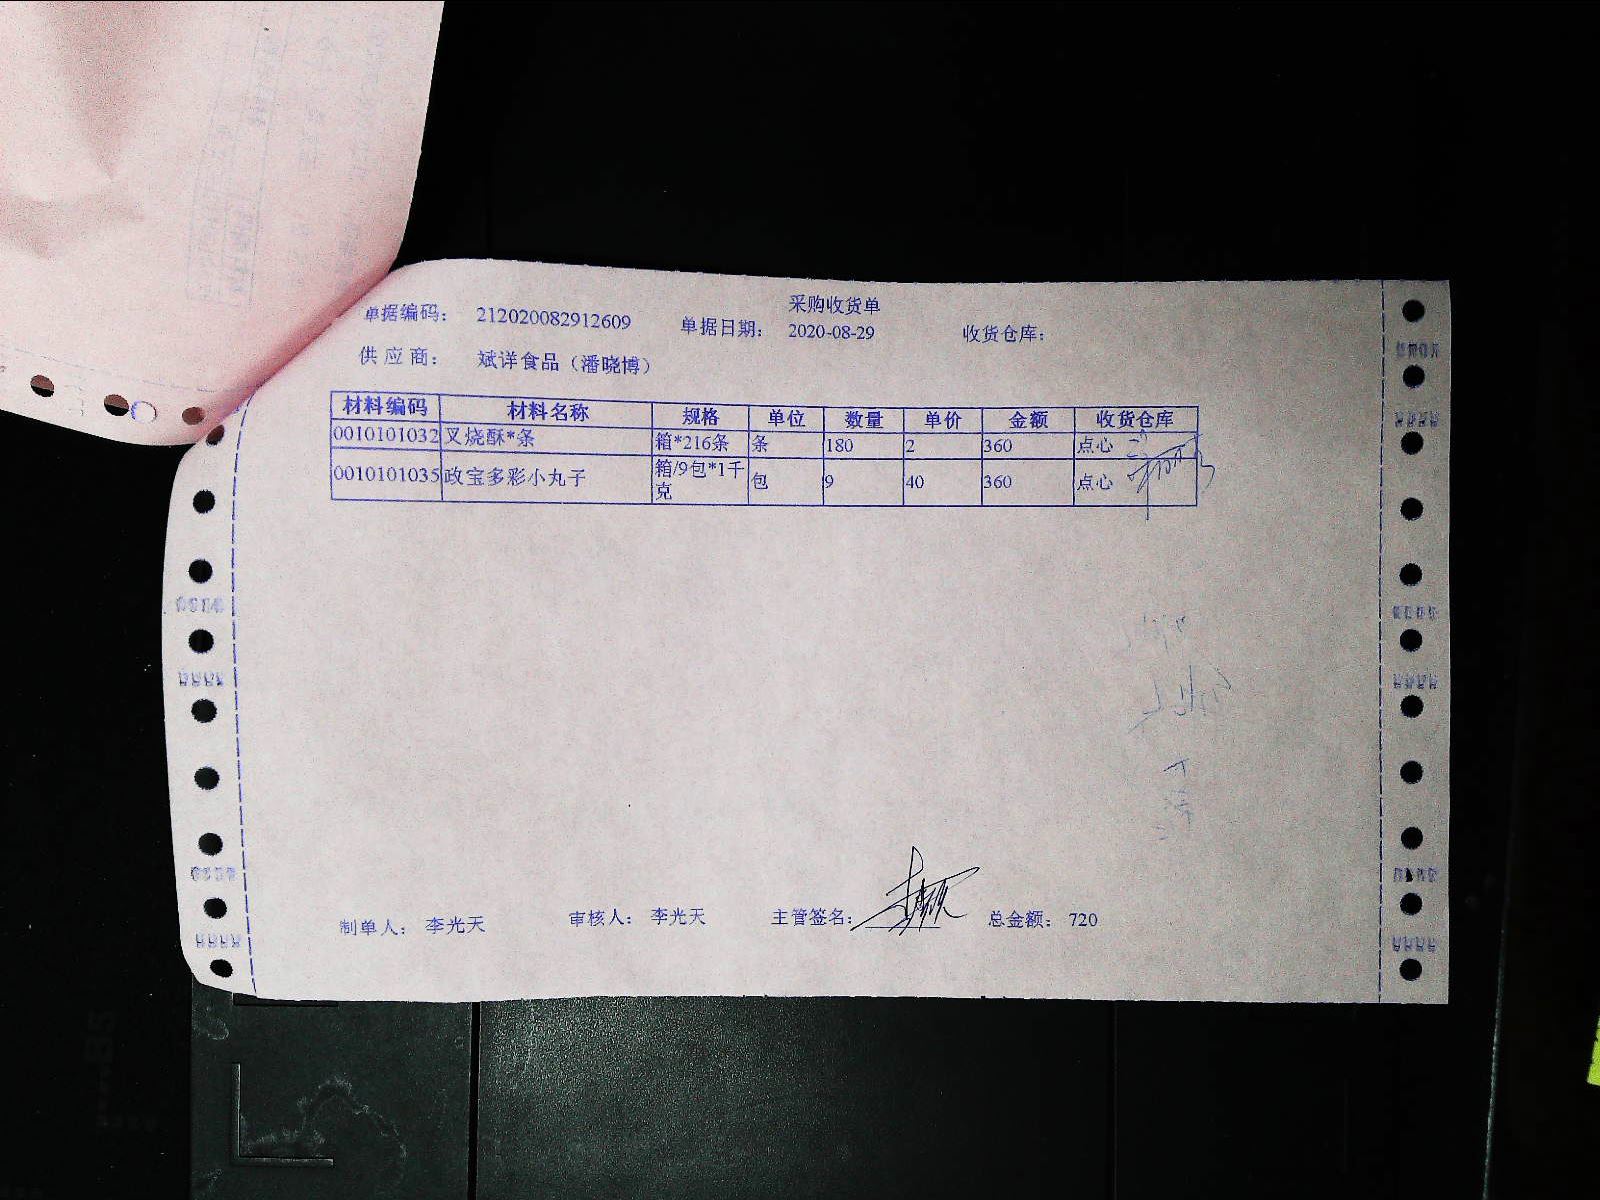 采购收货单
单据编码： 212020082912609 单据日期： 2020-08-29 收货仓库：
供应商： 斌详食品（潘晓博）
材料编码 材料名称 规格 单位 数量 单价 金额 收货仓库
0010101032 叉烧酥*条 箱*216条 条 180 2 360 点心
0010101035 政宝多彩小丸子 箱/9包*1千克 包 9 40 360 点心
制单人： 李光天 审核人： 李光天 主管签名： 总金额： 720